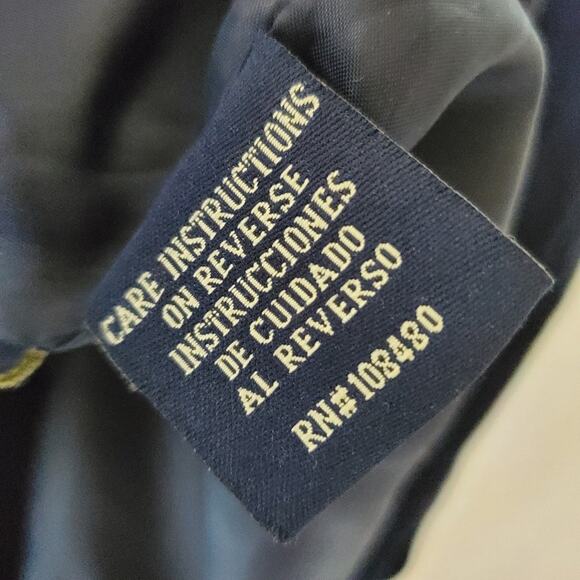 CARE INSTRUCTIONS
ON REVERSE
INSTRUCCIONES
DE CUIDADO
AL REVERSO
RN#108480